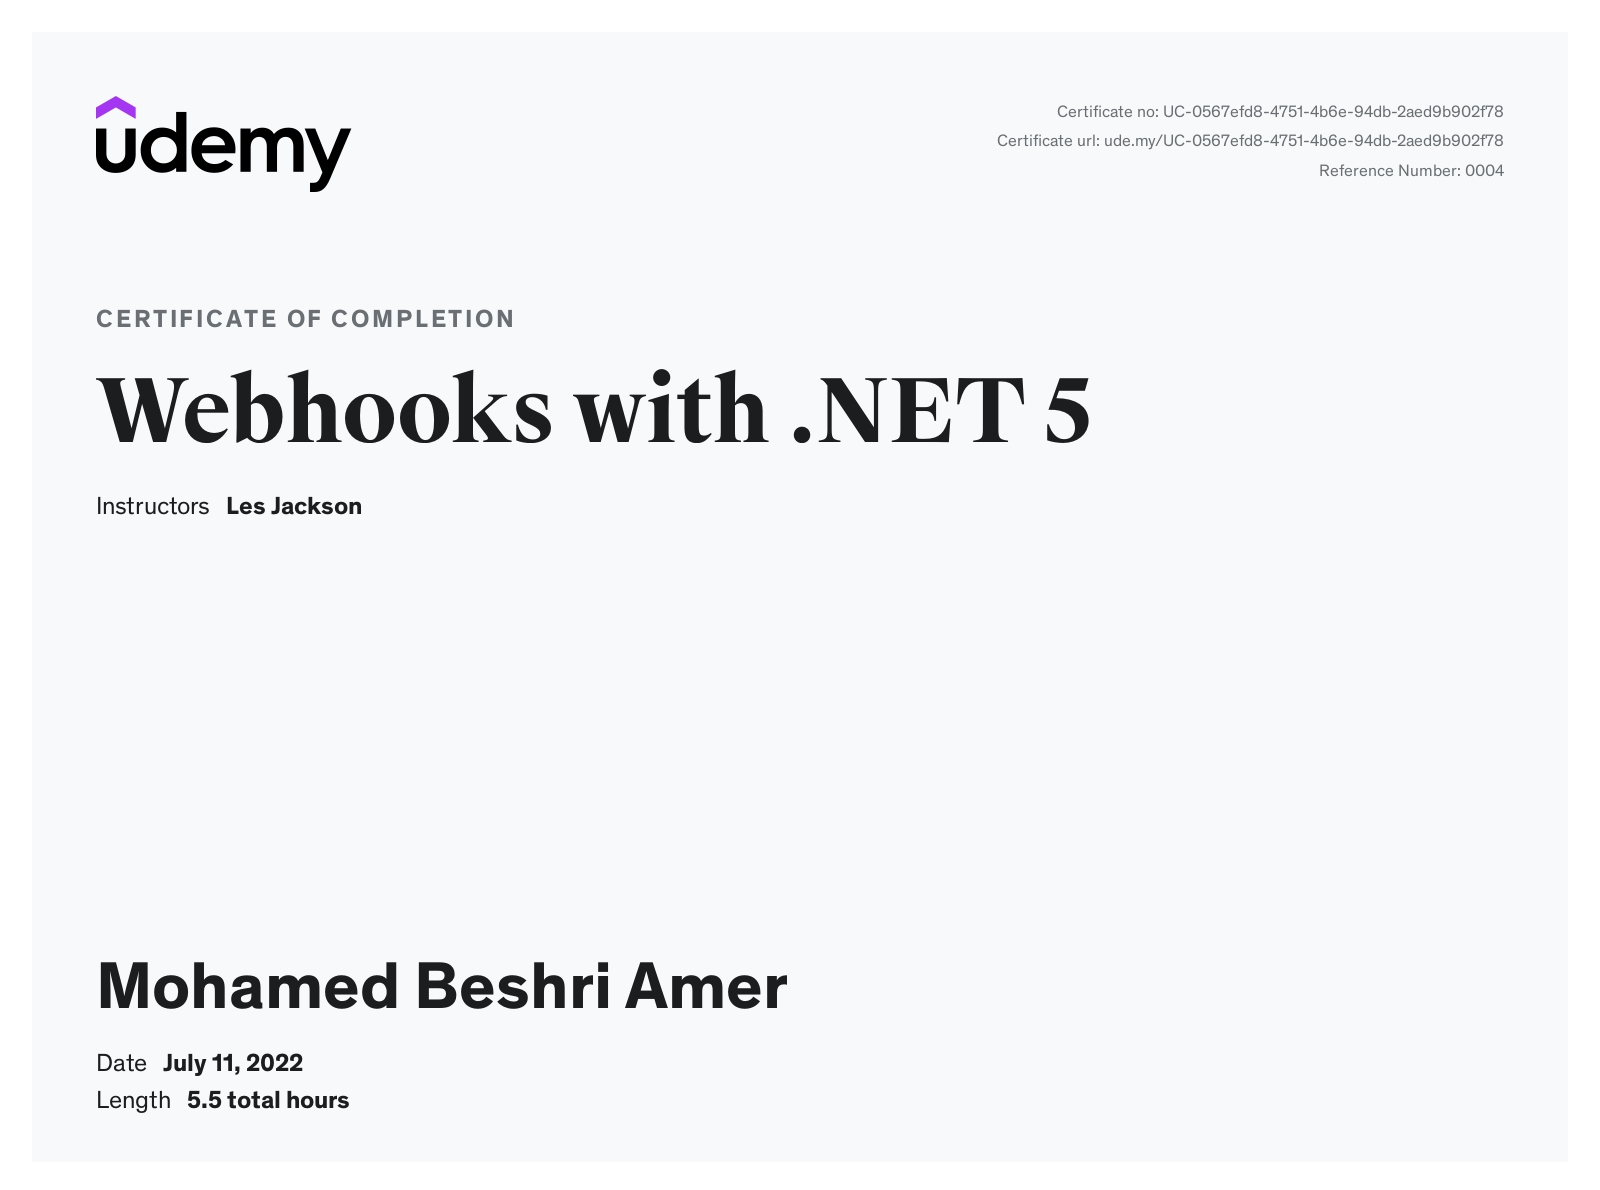 udemy
Certificate no: UC-0567efd8-4751-4b6e-94db-2aed9b902f78
Certificate url: ude.my/UC-0567efd8-4751-4b6e-94db-2aed9b902f78
Reference Number: 0004
CERTIFICATE OF COMPLETION
Webhooks with .NET 5
Instructors Les Jackson
Mohamed Beshri Amer
Date July 11, 2022
Length 5.5 total hours